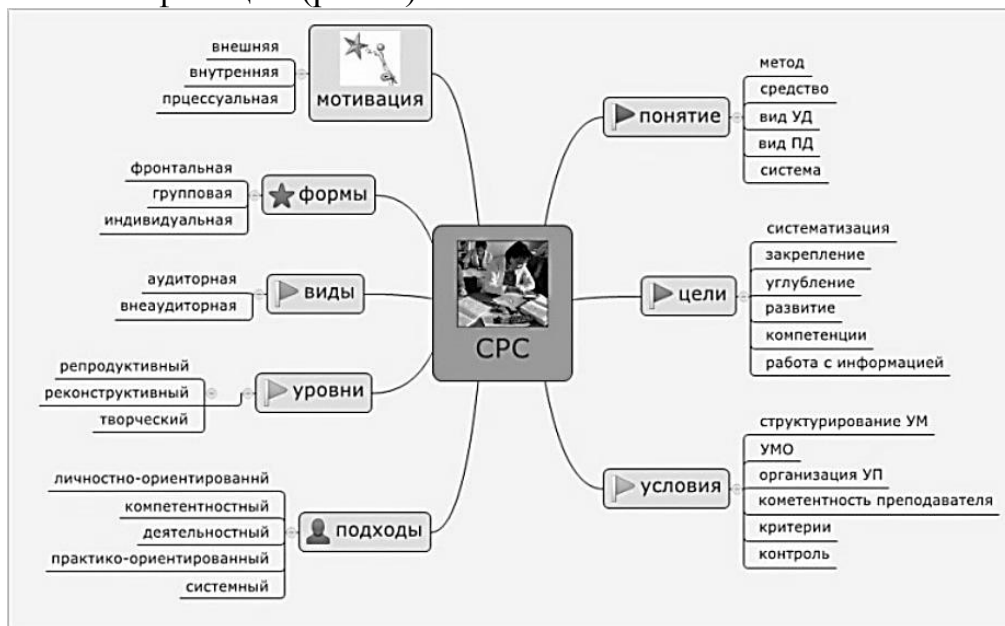 внешняя
внутренняя
прцессуальная
мотивация
фронтальная
групповая
индивидуальная
формы
аудиторная
внеаудиторная
виды
репродуктивный
реконструктивный
творческий
уровни
личностно-ориентированнй
компетентностный
деятельностный
практико-ориентированный
системный
подходы
СРС
понятие
метод
средство
вид УД
вид ПД
система
цели
систематизация
закрепление
углубление
развитие
компетенции
работа с информацией
условия
структурирование УМ
УМО
организация УП
кометентность преподавателя
критерии
контроль